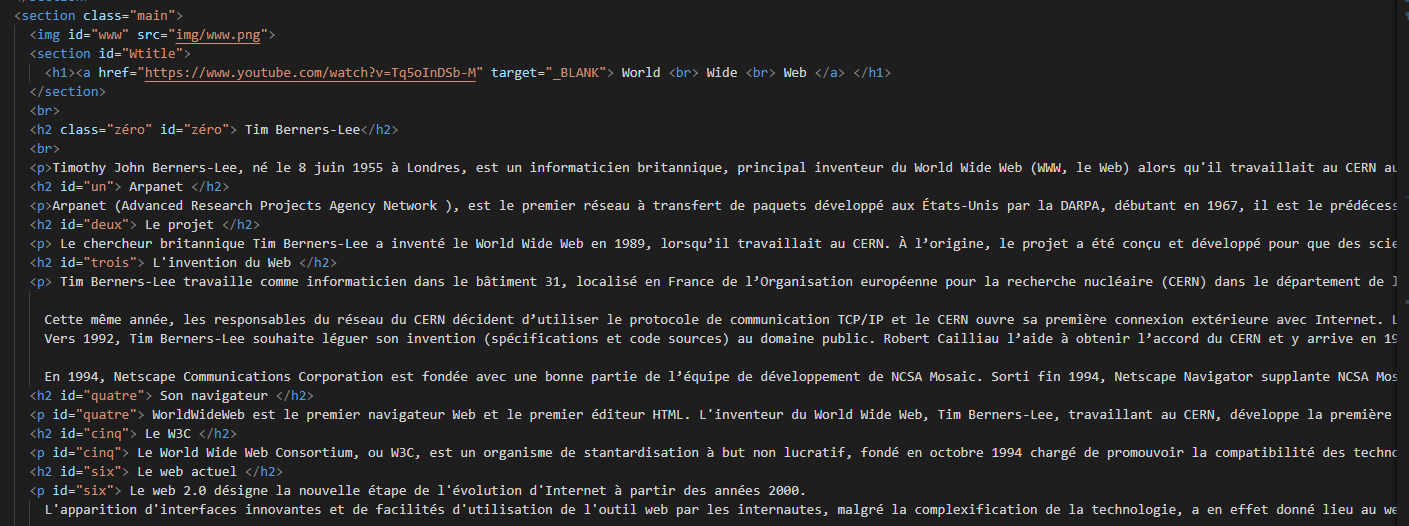 <section class="main">
<img id="www" src="img/www.png">
<section id="Wtitle">
<h1><a href="https://www.youtube.com/watch?v=Tq5oInDSb-M" target="_BLANK"> World <br> Wide <br> Web </a> </h1>
</section>
<br>
<h2 class="zéro" id="zéro"> Tim Berners-Lee</h2>
<br>
<p>Timothy John Berners-Lee, né le 8 juin 1955 à Londres, est un informaticien britannique, principal inventeur du World Wide Web (WWW, le Web) alors qu'il travaillait au CERN au
<h2 id="un"> Arpanet </h2>
<p>Arpanet (Advanced Research Projects Agency Network ), est le premier réseau à transfert de paquets développé aux États-Unis par la DARPA, débutant en 1967, il est le prédécess
<h2 id="deux"> Le projet </h2>
<p> Le chercheur britannique Tim Berners-Lee a inventé le World Wide Web en 1989, lorsqu’il travaillait au CERN. À l’origine, le projet a été conçu et développé pour que des scie
<h2 id="trois"> L'invention du Web </h2>
<p> Tim Berners-Lee travaille comme informaticien dans le bâtiment 31, localisé en France de l’Organisation européenne pour la recherche nucléaire (CERN) dans le département de l
Cette même année, les responsables du réseau du CERN décident d’utiliser le protocole de communication TCP/IP et le CERN ouvre sa première connexion extérieure avec Internet. L
Vers 1992, Tim Berners-Lee souhaite léguer son invention (spécifications et code sources) au domaine public. Robert Cailliau l’aide à obtenir l’accord du CERN et y arrive en 19
En 1994, Netscape Communications Corporation est fondée avec une bonne partie de l’équipe de développement de NCSA Mosaic. Sorti fin 1994, Netscape Navigator supplante NCSA Mos
<h2 id="quatre"> Son navigateur </h2>
<p id="quatre"> WorldWideWeb est le premier navigateur Web et le premier éditeur HTML. L'inventeur du World Wide Web, Tim Berners-Lee, travaillant au CERN, développe la première
<h2 id="cinq"> Le W3C </h2>
<p id="cinq"> Le World Wide Web Consortium, ou W3C, est un organisme de stantardisation à but non lucratif, fondé en octobre 1994 chargé de promouvoir la compatibilité des techno
<h2 id="six"> Le web actuel </h2>
<p id="six"> Le web 2.0 désigne la nouvelle étape de l'évolution d'Internet à partir des années 2000.
L'apparition d'interfaces innovantes et de facilités d'utilisation de l'outil web par les internautes, malgré la complexification de la technologie, a en effet donné lieu au we